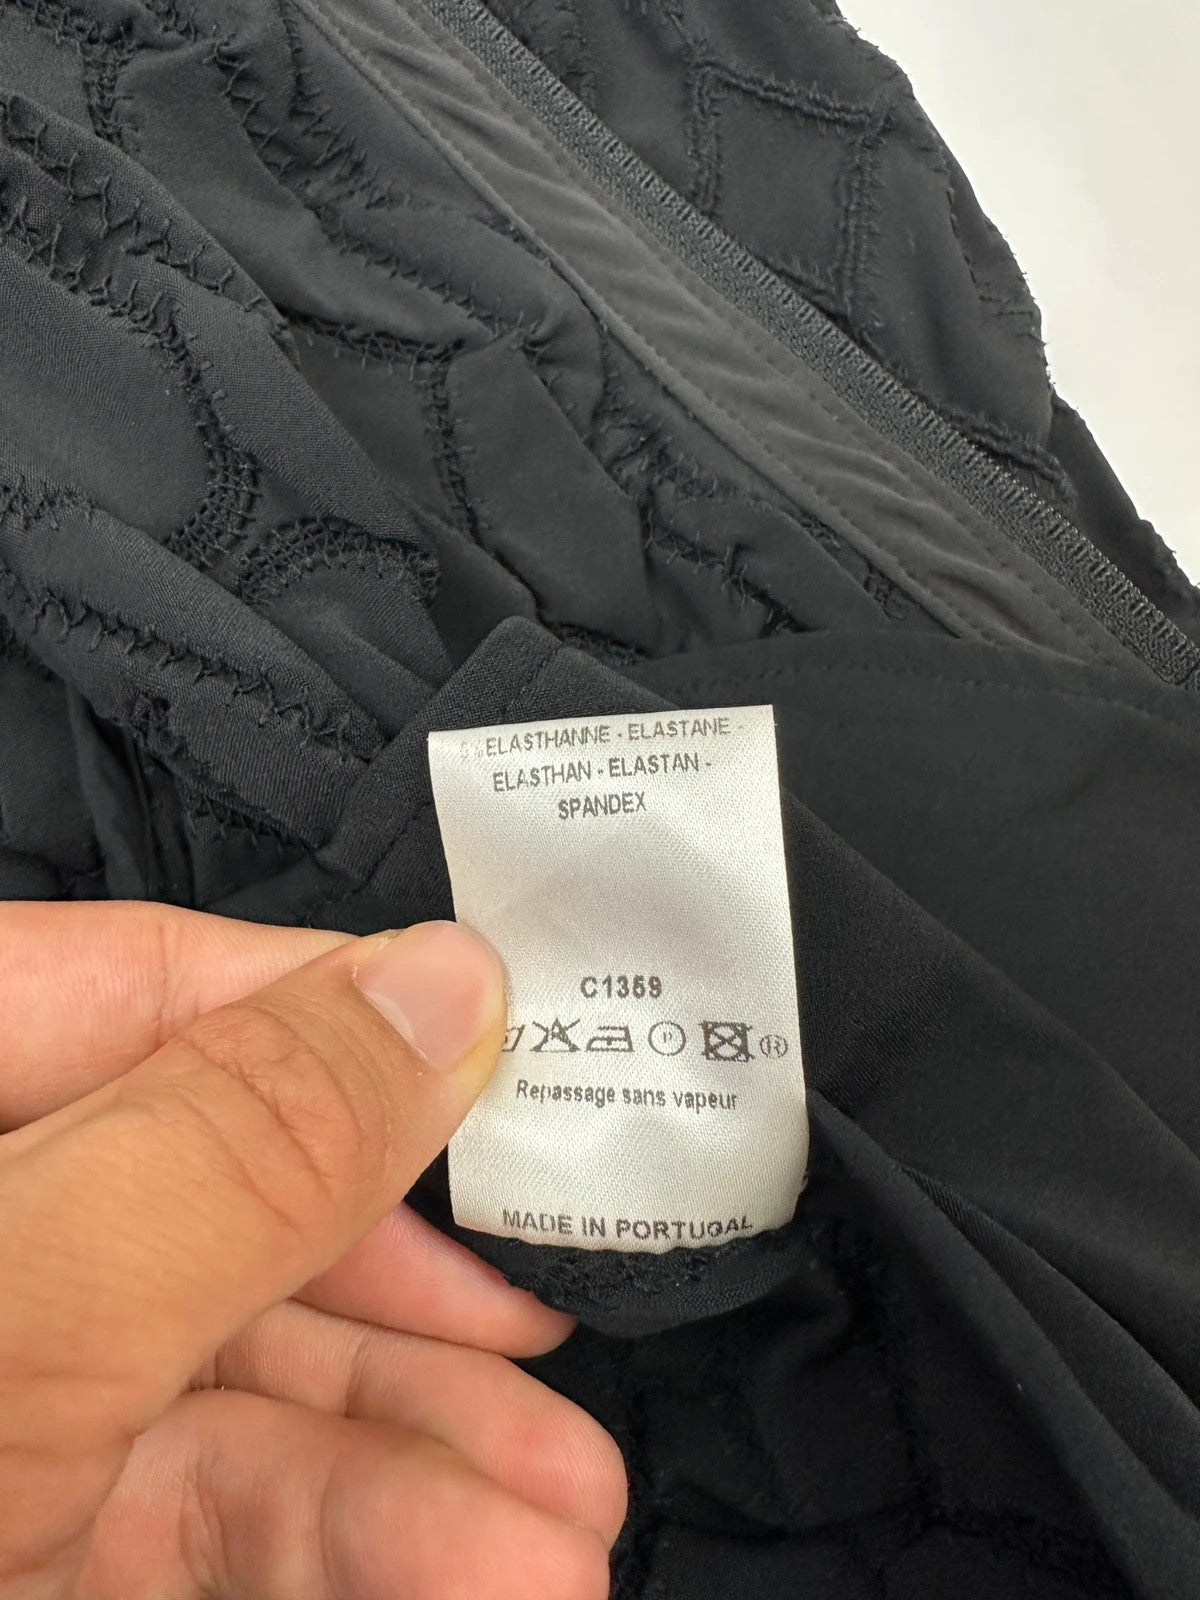 % ELASTHANNE - ELASTANE -
ELASTHAN - ELASTAN -
SPANDEX
C1359
P ®
Repassage sans vapeur
MADE IN PORTUGAL